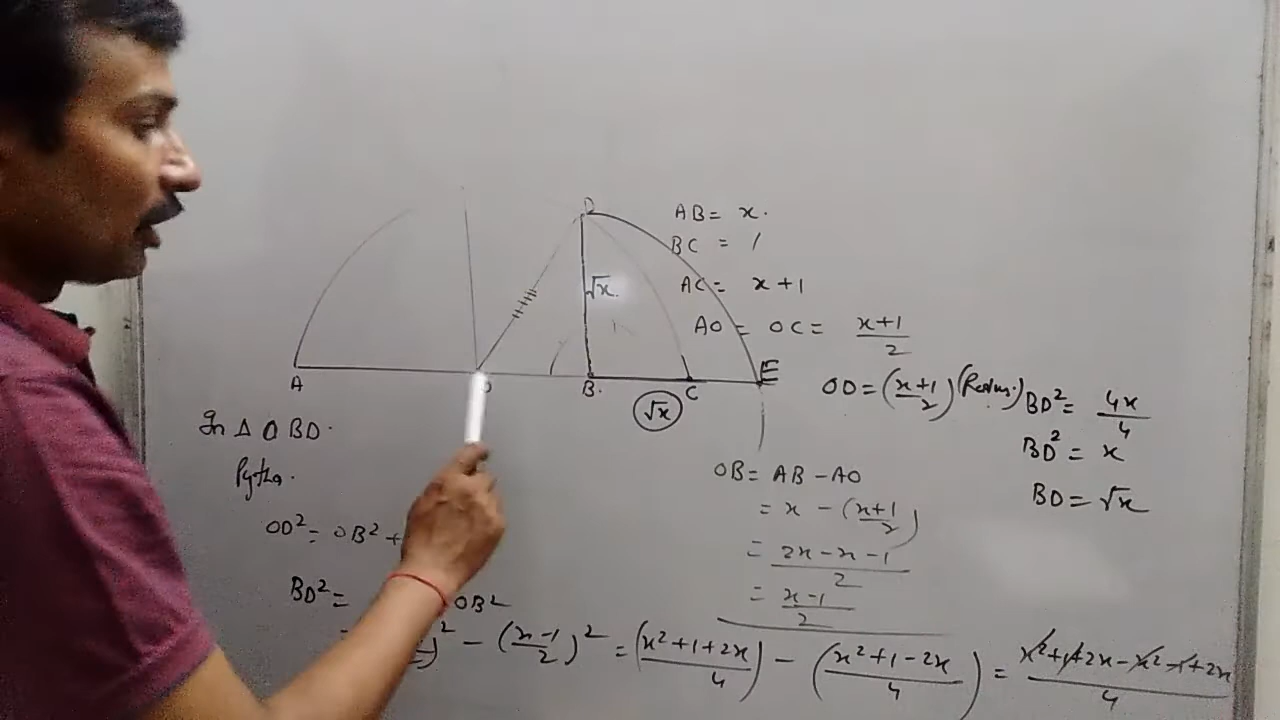 D
√x.
A
B.
C
E
√x
AB = x.
BC = 1
AC = x+1
AO = OC = x+1/2
OD = (x+1/2) (Radius.)
BD² = 4x/4
BD² = x
BD = √x
In Δ OBD.
Pytho.
OD² = OB² +
BD² =
OB²
OB = AB - AO
= x - (x+1/2)
= 2x-x-1/2
= x-1/2
)² - (x-1/2)² = (x²+1+2x/4) - (x²+1-2x/4) = x²+1+2x-x²-1+2x/4